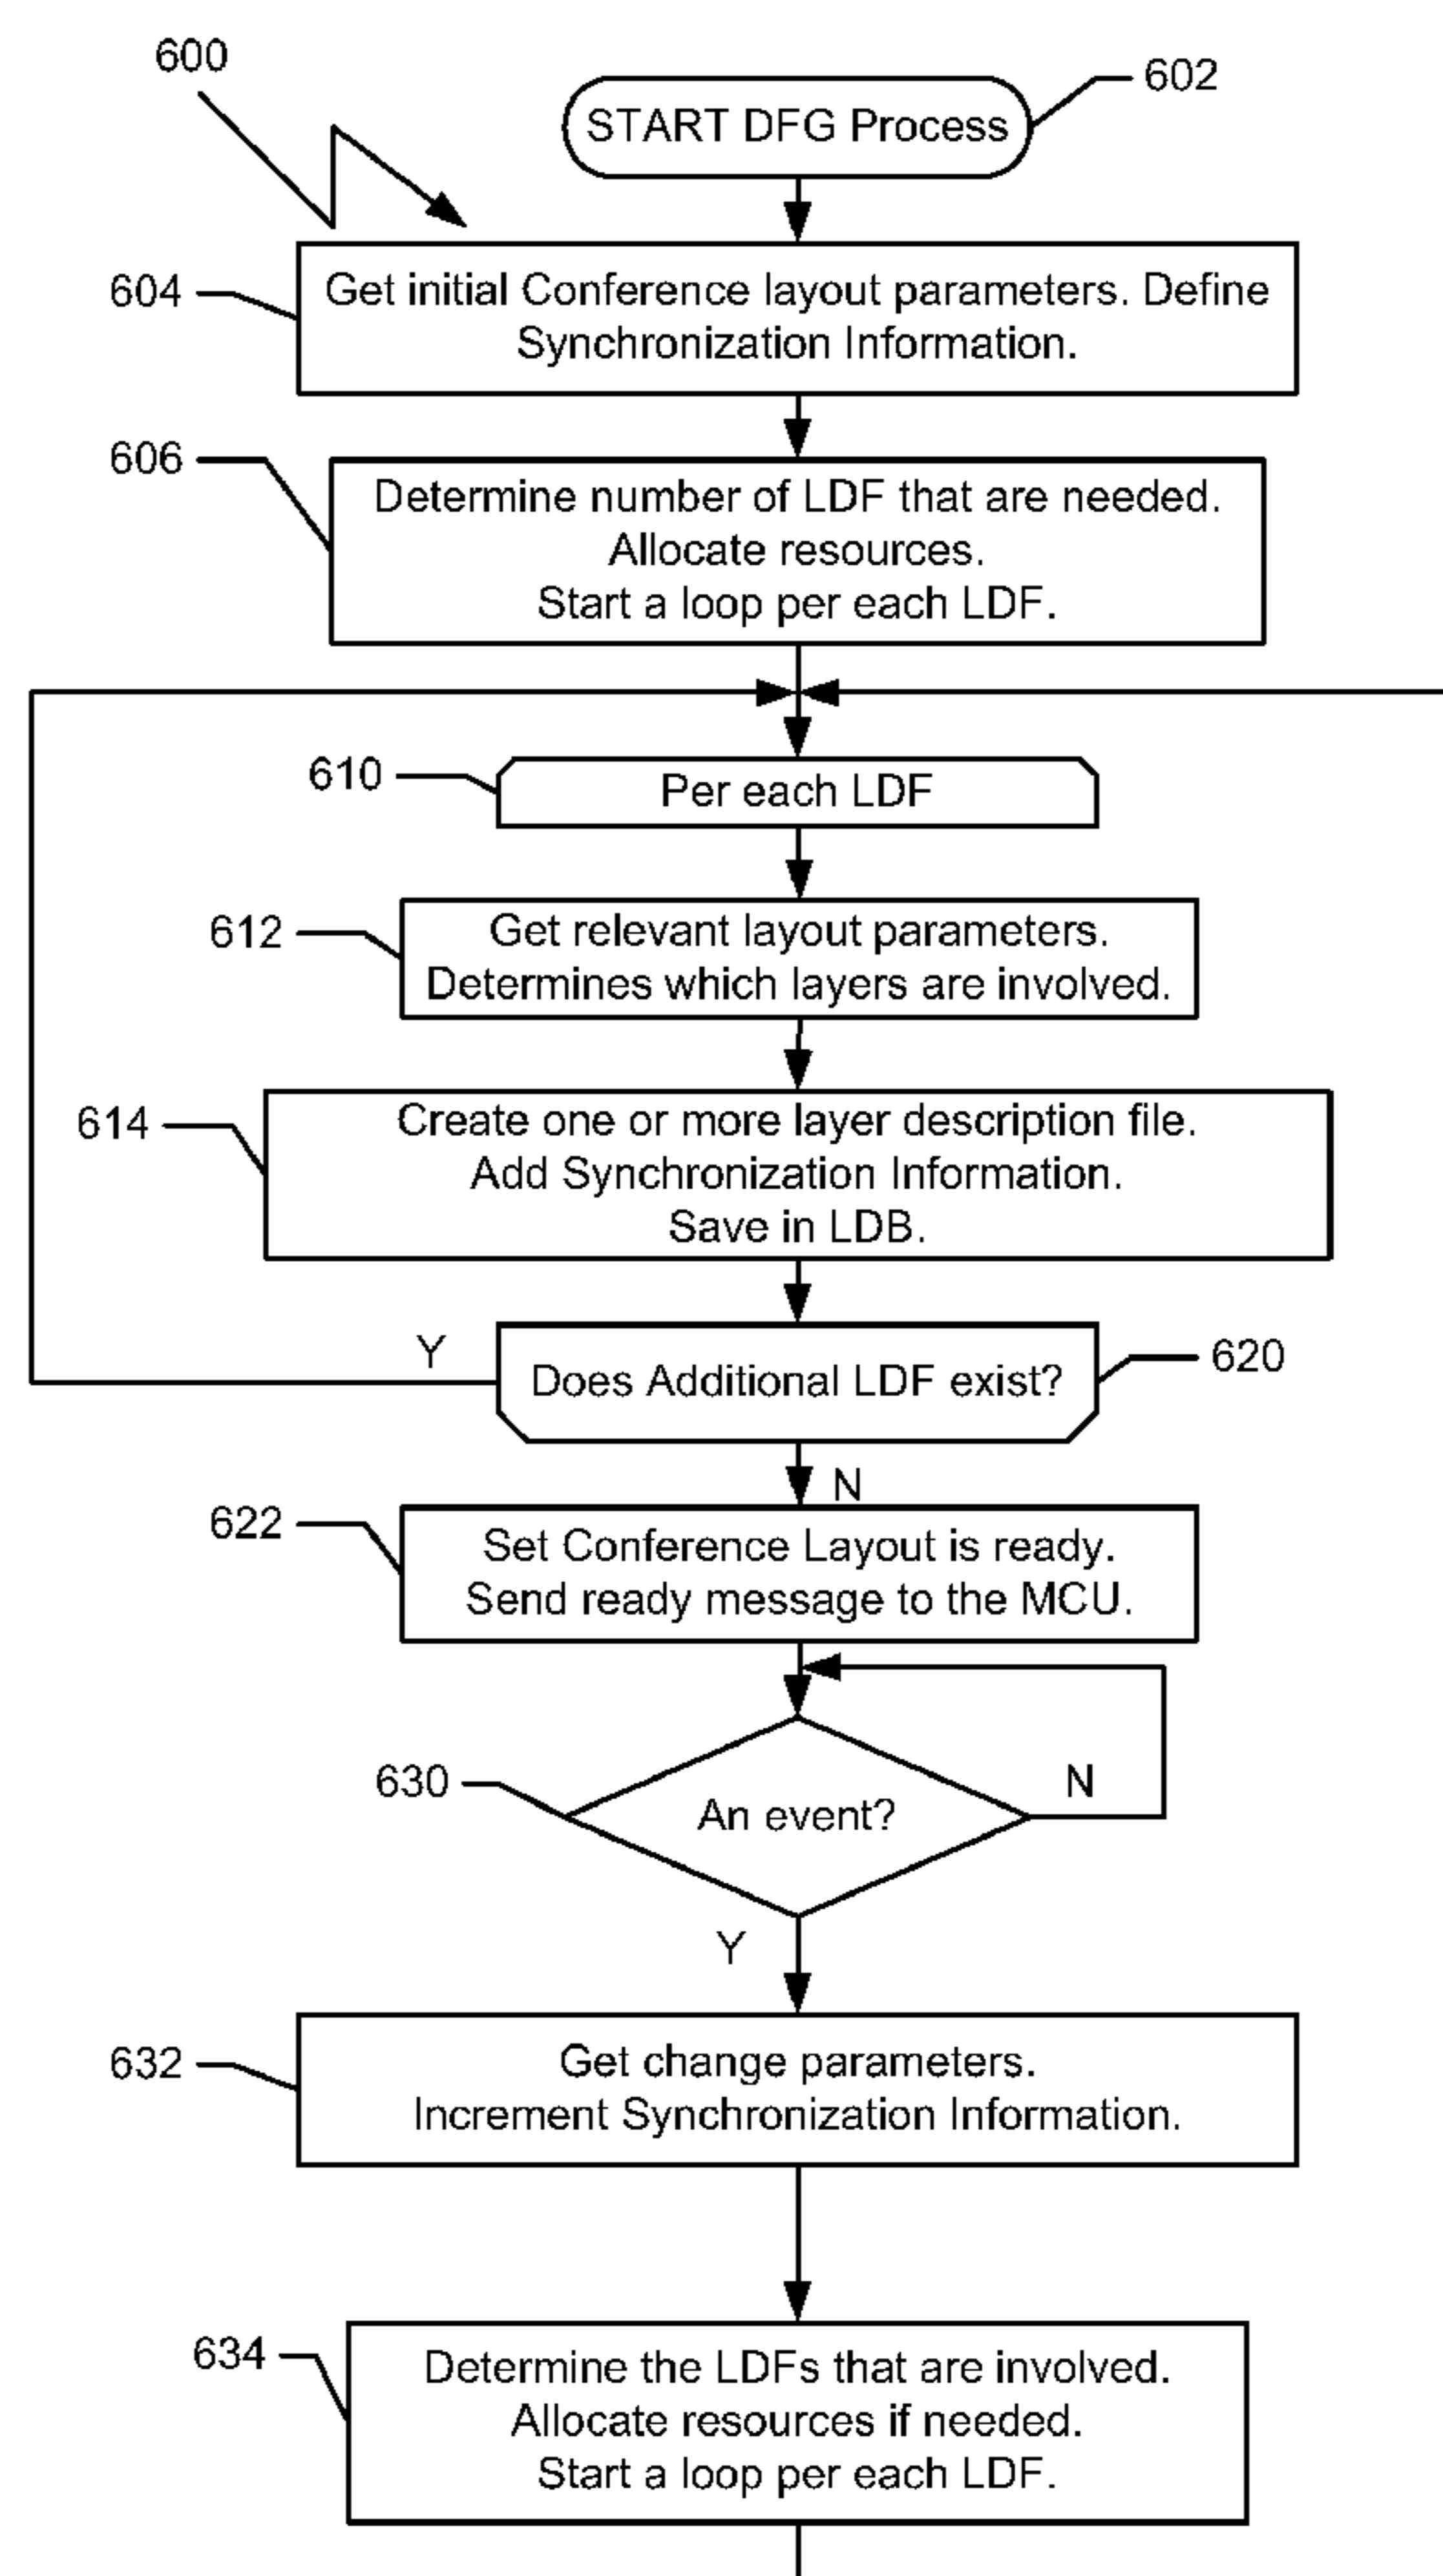 600
START DFG Process
602
604
Get initial Conference layout parameters. Define
Synchronization Information.
606
Determine number of LDF that are needed.
Allocate resources.
Start a loop per each LDF.
610
Per each LDF
612
Get relevant layout parameters.
Determines which layers are involved.
614
Create one or more layer description file.
Add Synchronization Information.
Save in LDB.
Y
Does Additional LDF exist?
620
N
622
Set Conference Layout is ready.
Send ready message to the MCU.
630
An event?
N
Y
632
Get change parameters.
Increment Synchronization Information.
634
Determine the LDFs that are involved.
Allocate resources if needed.
Start a loop per each LDF.